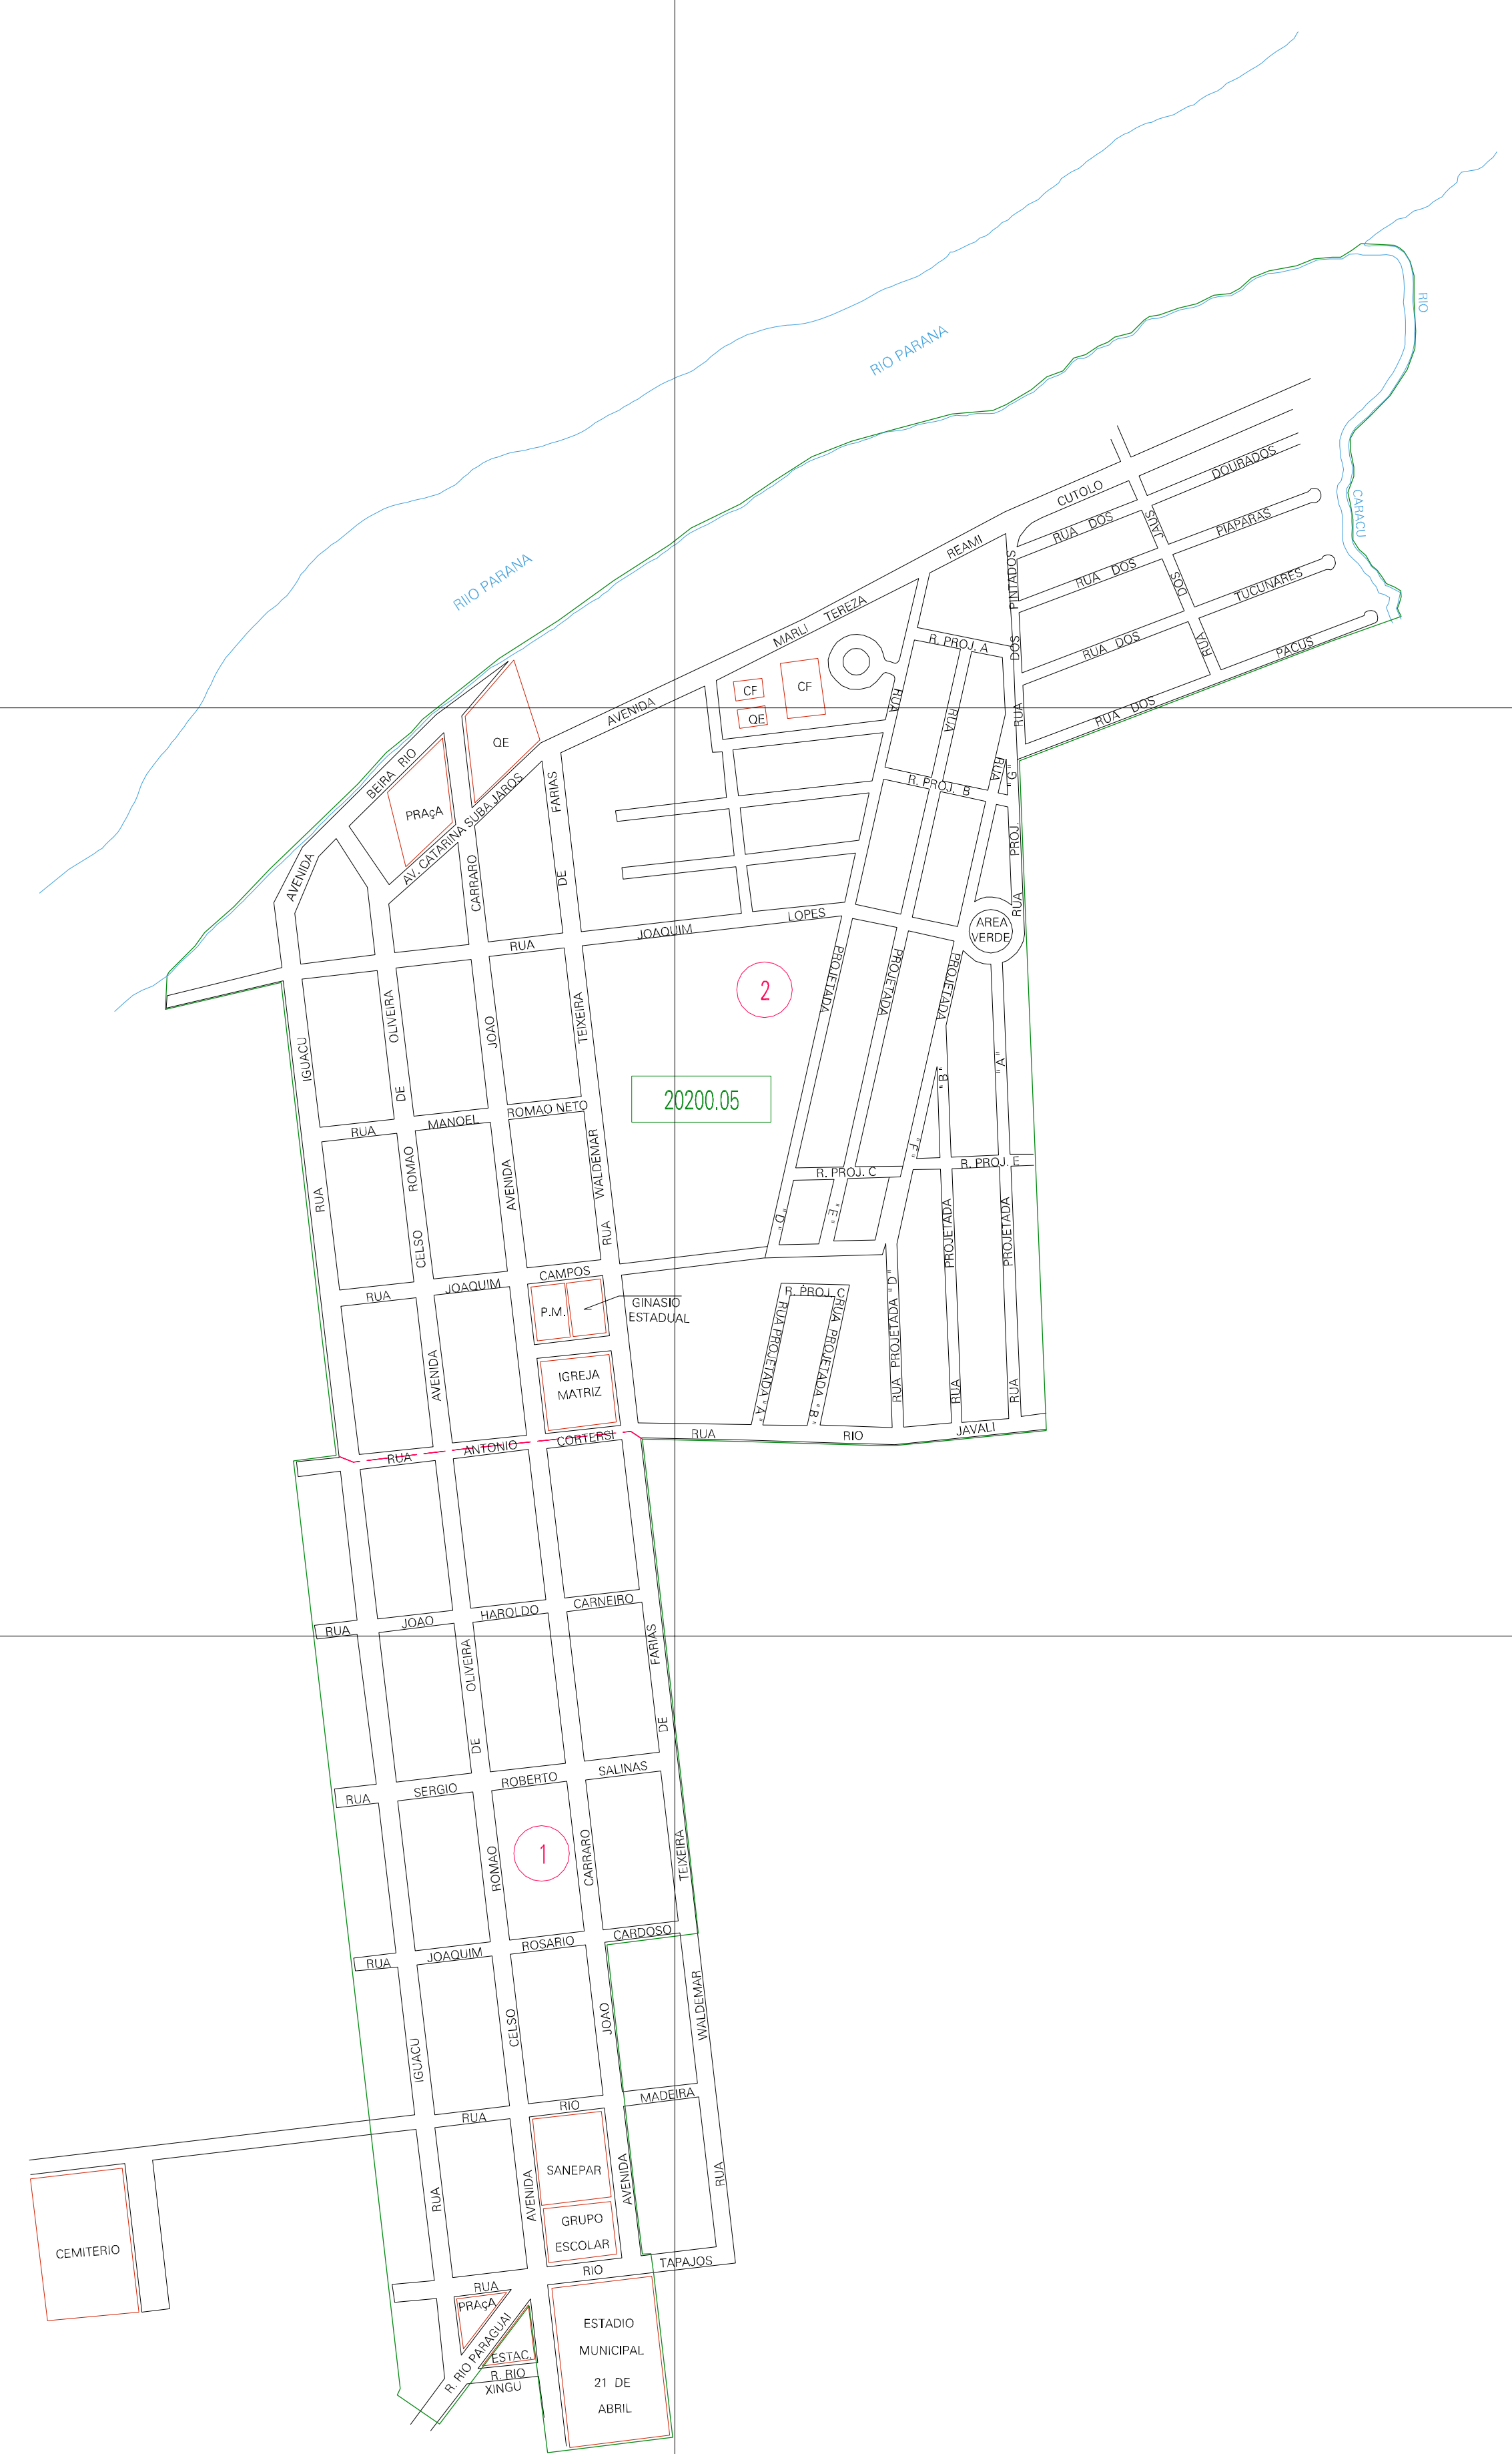 RIO
RIO PARANA
CARACU
RIIO PARANA
CUTOLO
REAMI
MARLI TEREZA
AVENIDA
DOURADOS
RUA DOS
PIAPARAS
RUA DOS
TUCUNARES
RUA DOS
PACUS
RUA DOS
JAUS
DOS
RUA
PINTADOS
DOS
RUA
R. PROJ. A
CF
CF
QE
QE
RUA
RUA
RUA
"G"
PROJ.
RUA
R. PROJ. B
BEIRA RIO
AVENIDA
PRAçA
AV. CATARINA SUBA JAROS
FARIAS
DE
CARRARO
RUA
JOAQUIM
LOPES
AREA
VERDE
2
20200.05
PROJETADA
PROJETADA
PROJETADA
"A"
"B"
"F"
"D"
"E"
IGUACU
OLIVEIRA
DE
JOAO
TEIXEIRA
RUA
MANOEL
ROMAO NETO
ROMAO
AVENIDA
WALDEMAR
RUA
CELSO
RUA
R. PROJ. C
R. PROJ. E
PROJETADA
PROJETADA
RUA
JOAQUIM
CAMPOS
P.M.
GINASIO
ESTADUAL
R. PROJ. C
RUA PROJETADA "A"
RUA PROJETADA "B"
RUA PROJETADA "D"
RUA
RUA
AVENIDA
IGREJA
MATRIZ
RUA
ANTONIO
CORTERSI
RUA
RIO
JAVALI
RUA
JOAO
HAROLDO
CARNEIRO
OLIVEIRA
DE
FARIAS
DE
RUA
SERGIO
ROBERTO
SALINAS
1
ROMAO
CARRARO
TEIXEIRA
RUA
JOAQUIM
ROSARIO
CARDOSO
IGUACU
CELSO
JOAO
WALDEMAR
RUA
RIO
MADEIRA
RUA
AVENIDA
SANEPAR
AVENIDA
RUA
GRUPO
ESCOLAR
CEMITERIO
RUA
RIO
TAPAJOS
PRAçA
R. RIO PARAGUAI
ESTAC.
R. RIO
XINGU
ESTADIO
MUNICIPAL
21 DE
ABRIL